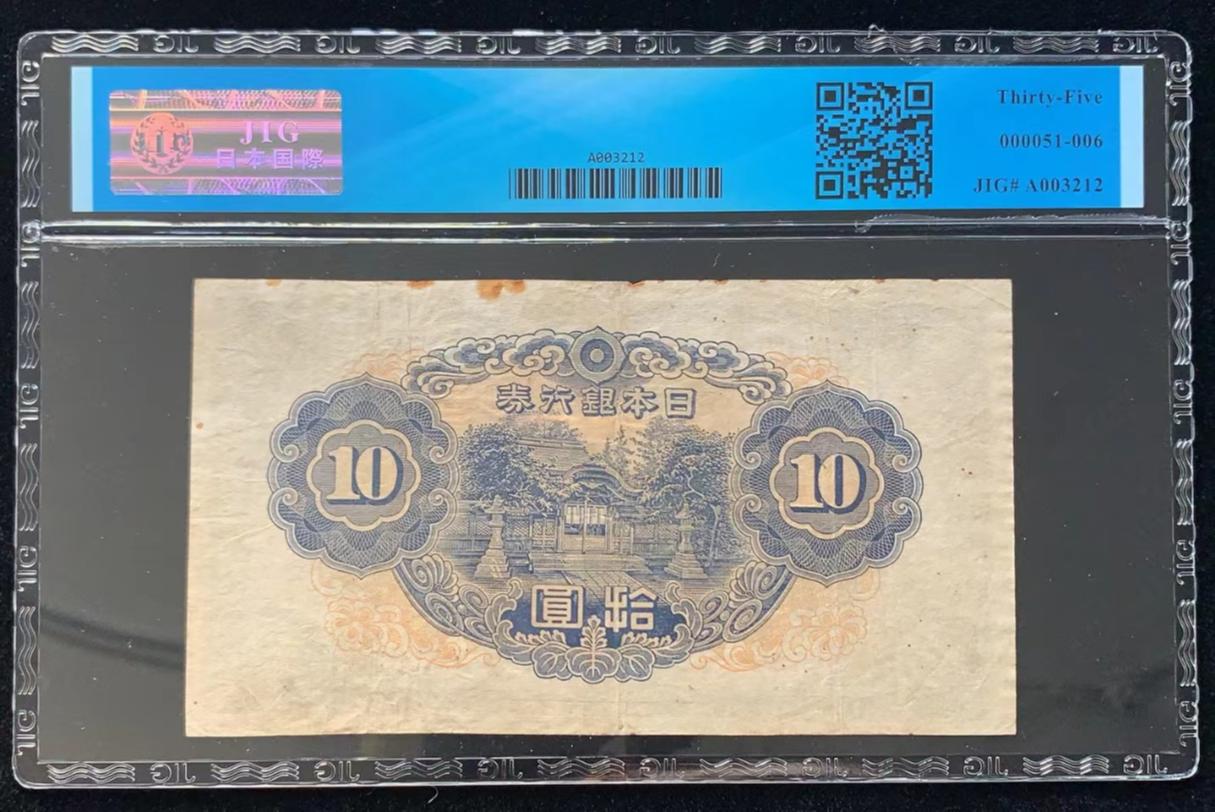 JIG
日本国際
A003212
Thirty-Five
000051-006
JIG# A003212
券行銀本日
10
10
圓拾